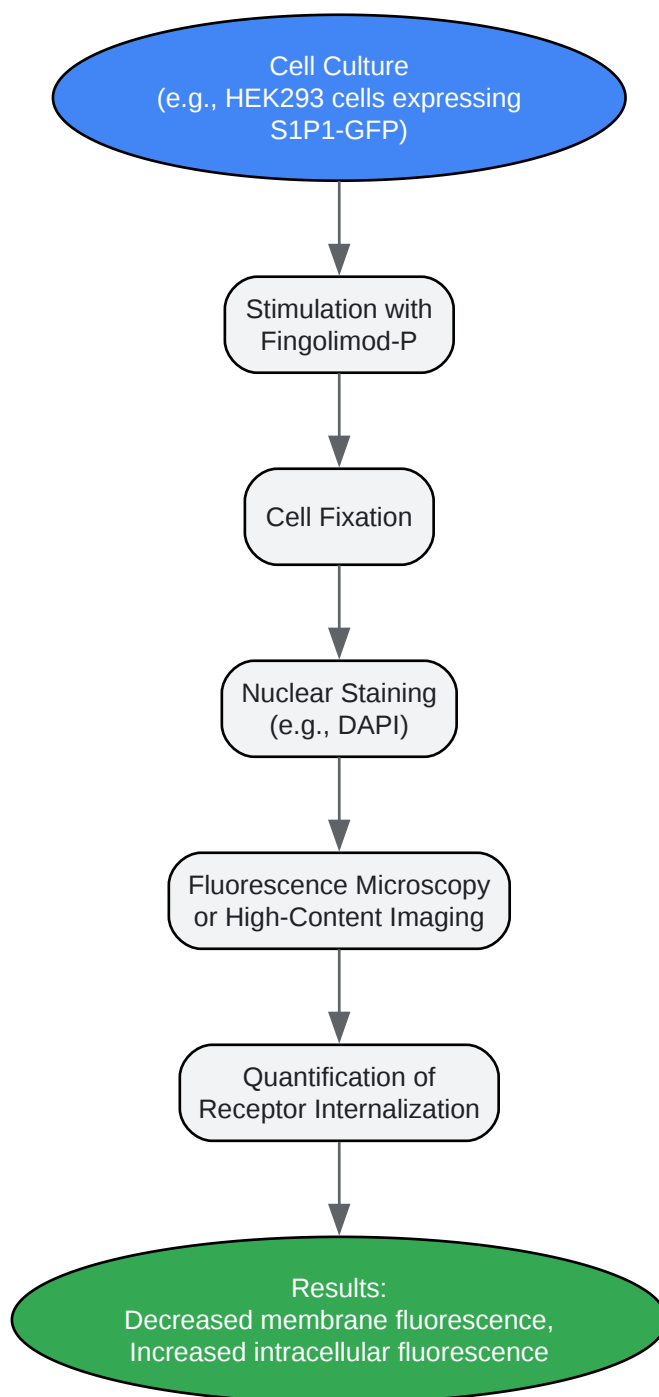 Cell Culture
(e.g., HEK293 cells expressing
S1P1-GFP)
Stimulation with
Fingolimod-P
Cell Fixation
Nuclear Staining
(e.g., DAPI)
Fluorescence Microscopy
or High-Content Imaging
Quantification of
Receptor Internalization
Results:
Decreased membrane fluorescence,
Increased intracellular fluorescence